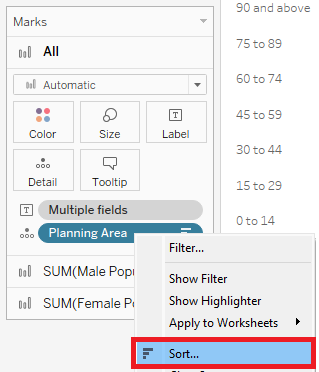 Marks
All
Automatic
Color
Size
Label
Detail
Tooltip
Multiple fields
Planning Area
SUM(Male Popu
SUM(Female P
90 and above
75 to 89
60 to 74
45 to 59
30 to 44
15 to 29
0 to 14
Filter...
Show Filter
Show Highlighter
Apply to Worksheets
Sort...